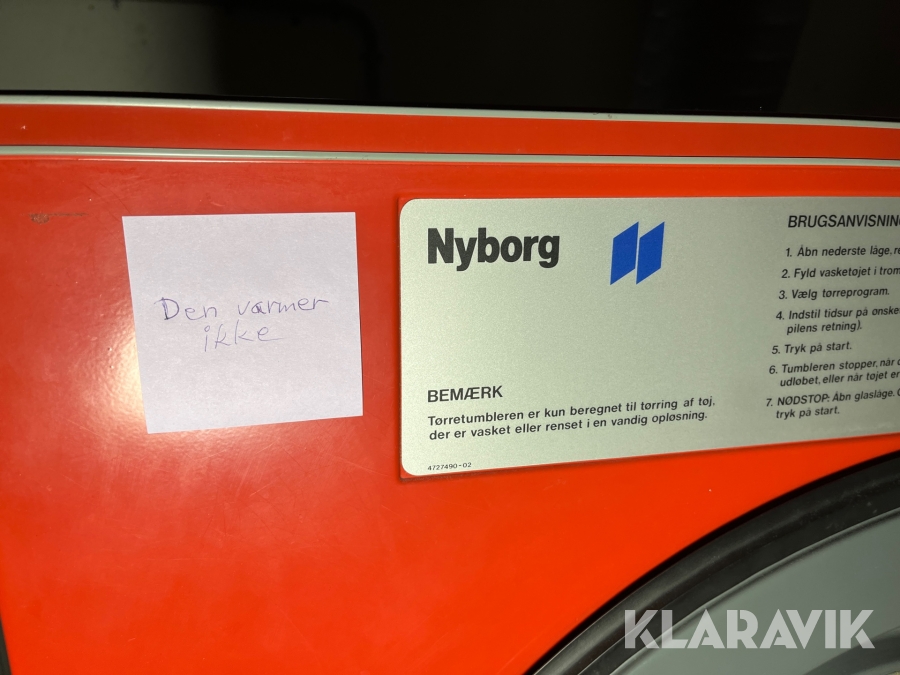 KLARAVIK
Den varmer
ikke
Nyborg
BEMÆRK
Tørretumbleren er kun beregnet til tørring af tøj,
der er vasket eller renset i en vandig opløsning.
4727490-02
BRUGSANVISNIN
1. Åbn nederste låge, re
2. Fyld vasketøjet i trom
3. Vælg tørreprogram.
4. Indstil tidsur på ønske
pilens retning).
5. Tryk på start.
6. Tumbleren stopper, når
udløbet, eller når tøjet er
7. NØDSTOP: Åbn glaslåge.
tryk på start.
KLARAVIK